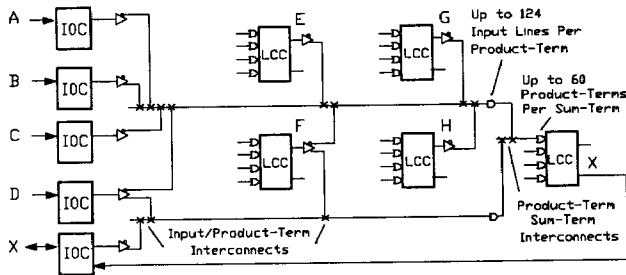 A
IOC
B
IOC
C
IOC
D
IOC
X
IOC
E
LCC
F
LCC
G
LCC
H
LCC
Up to 124
Input Lines Per
Product-Term
Up to 60
Product-Terms
Per Sum-Term
LCC
X
Input/Product-Term
Interconnects
Product-Term
Sum-Term
Interconnects